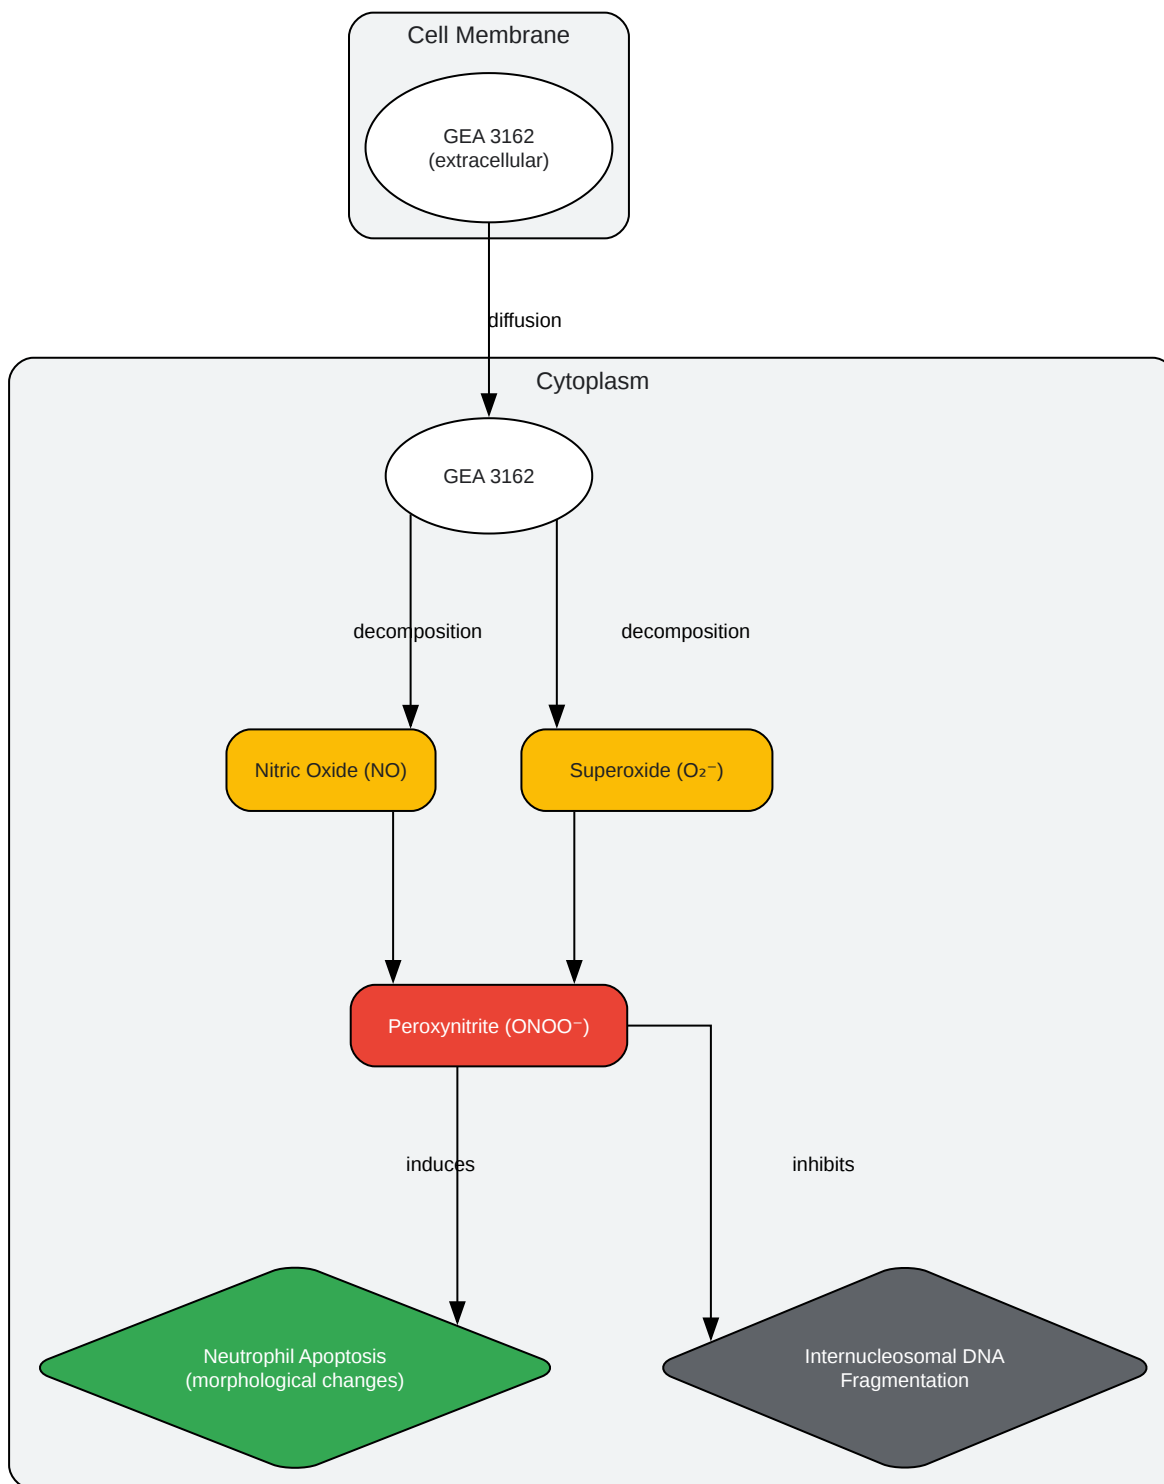 Cell Membrane
GEA 3162
(extracellular)
diffusion
Cytoplasm
GEA 3162
decomposition
decomposition
Nitric Oxide (NO)
Superoxide (O₂⁻)
Peroxynitrite (ONOO⁻)
induces
inhibits
Neutrophil Apoptosis
(morphological changes)
Internucleosomal DNA
Fragmentation